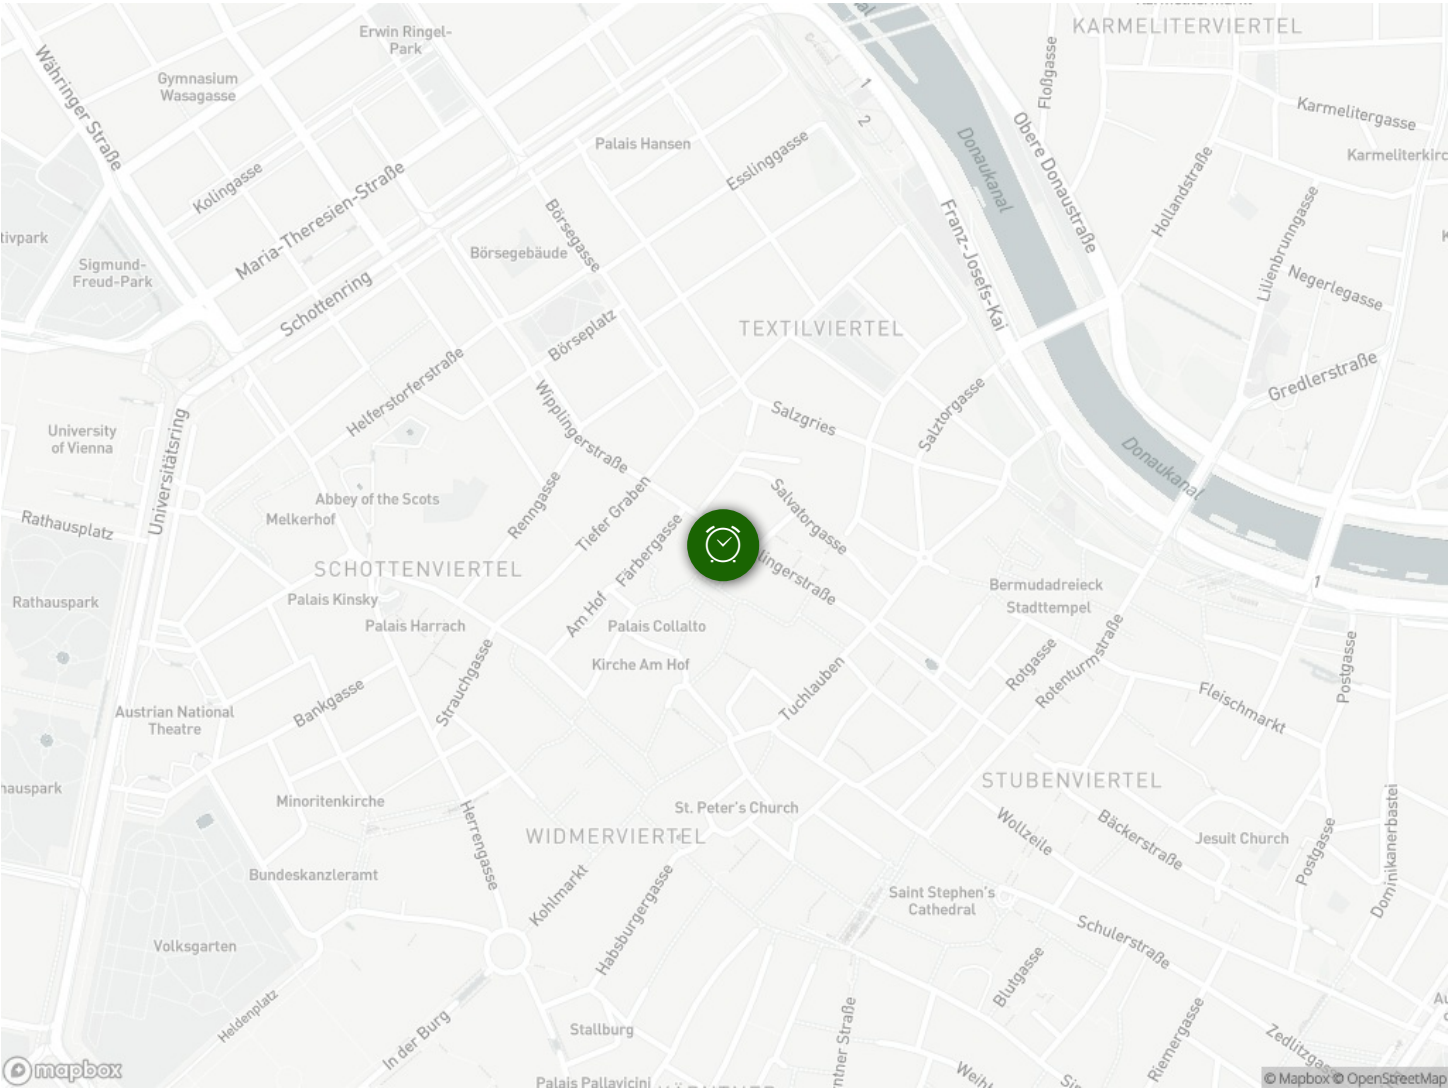 KARMELITERVIERTEL
Erwin Ringel-
Park
Währinger Straße
Gymnasium
Wasagasse
Floßgasse
1
2
Karmelitergasse
Palais Hansen
Esslinggasse
Obere Donaustraße
Donaukanal
Hollandstraße
Kolingasse
Maria-Theresien-Straße
Börsegasse
Franz-Josefs-Kai
Lilienbrunngasse
Börsegebäude
Sigmund-
Freud-Park
Negerlegasse
Schottenring
Börseplatz
TEXTILVIERTEL
Helferstorferstraße
Gredlerstraße
Wipplingerstraße
Salztorgasse
Salzgries
University
of Vienna
Universitätsring
Donaukanal
Abbey of the Scots
Melkerhof
Renngasse
Tiefer Graben
Salvatorgasse
Rathausplatz
Färbergasse
lingerstraße
SCHOTTENVIERTEL
1
Bermudadreieck
Stadttempel
Rathauspark
Palais Kinsky
Palais Harrach
Am Hof
Palais Collalto
Kirche Am Hof
Strauchgasse
Tuchlauben
Rotgasse
Rotenturmstraße
Postgasse
Fleischmarkt
Bankgasse
Austrian National
Theatre
hauspark
STUBENVIERTEL
Minoritenkirche
Herrengasse
St. Peter's Church
WIDMERVIERTEL
Wollzeile
Bäckerstraße
Jesuit Church
Postgasse
Dominikanerbastei
Bundeskanzleramt
Kohlmarkt
Habsburgergasse
Saint Stephen's
Cathedral
Schulerstraße
Volksgarten
Blutgasse
Heldenplatz
In der Burg
Stallburg
ntner Straße
Riemergasse
Palais Pallavicini
mapbox
© Mapbox © OpenStreetMap